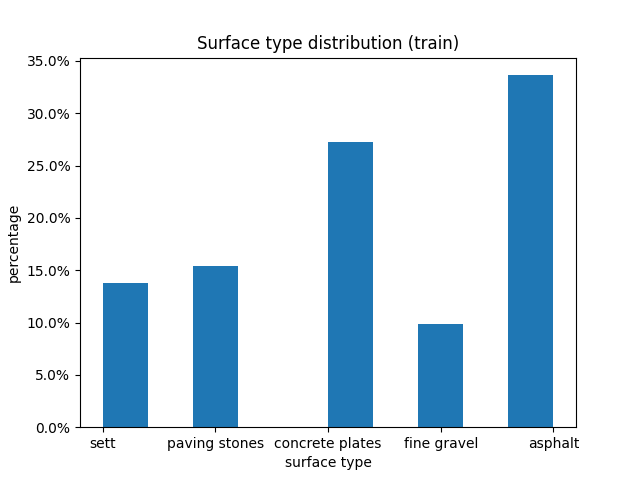 Surface type distribution (train)
35.0%
30.0%
25.0%
20.0%
15.0%
10.0%
5.0%
0.0%
percentage
sett paving stones concrete plates fine gravel asphalt
surface type